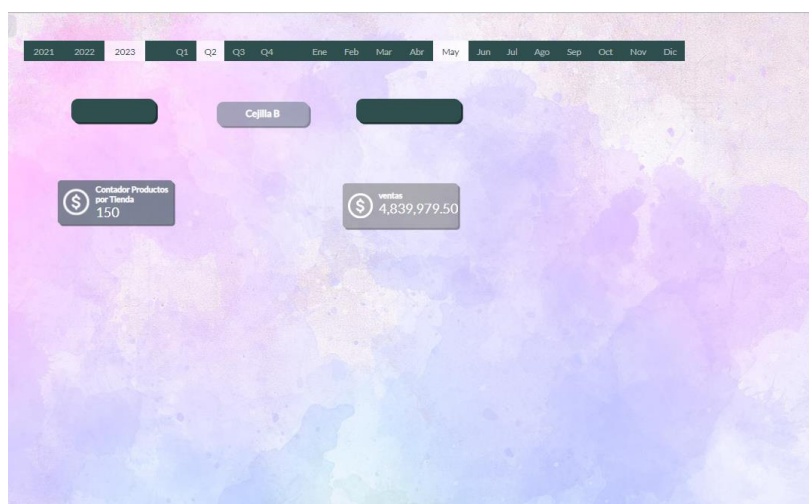 2021 2022 2023 Q1 Q2 Q3 Q4 Ene Feb Mar Abr May Jun Jul Ago Sep Oct Nov Dic
Cejilla B
Contador Productos
por Tienda
150
ventas
4,839,979.50